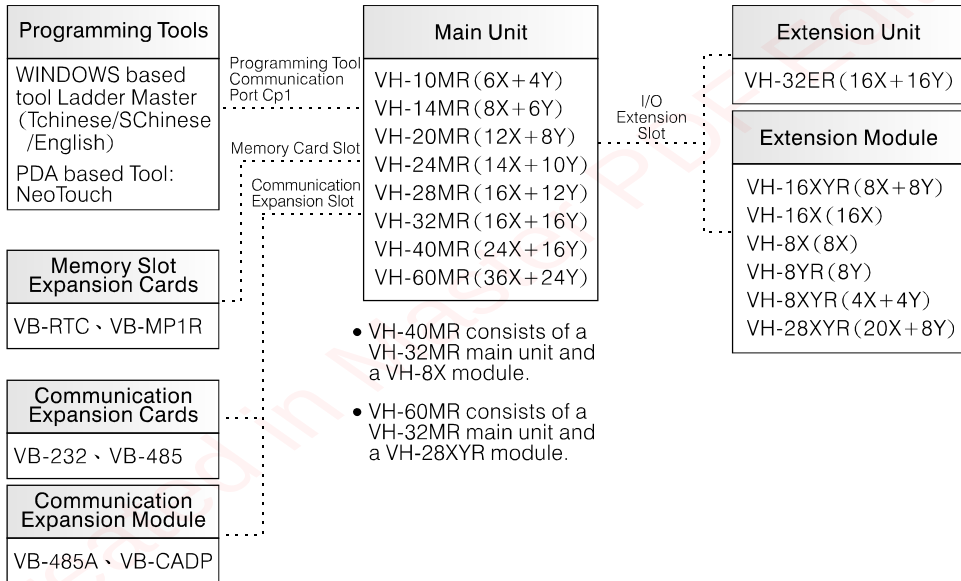 Programming Tools
WINDOWS based
tool Ladder Master
(Tchinese/SChinese
/English)
PDA based Tool:
NeoTouch
Memory Slot
Expansion Cards
VB-RTC、VB-MP1R
Communication
Expansion Cards
VB-232、VB-485
Communication
Expansion Module
VB-485A、VB-CADP
Programming Tool
Communication
Port Cp1
Memory Card Slot
Communication
Expansion Slot
Main Unit
VH-10MR(6X+4Y)
VH-14MR(8X+6Y)
VH-20MR(12X+8Y)
VH-24MR(14X+10Y)
VH-28MR(16X+12Y)
VH-32MR(16X+16Y)
VH-40MR(24X+16Y)
VH-60MR(36X+24Y)
● VH-40MR consists of a
VH-32MR main unit and
a VH-8X module.
● VH-60MR consists of a
VH-32MR main unit and
a VH-28XYR module.
I/O
Extension
Slot
Extension Unit
VH-32ER(16X+16Y)
Extension Module
VH-16XYR(8X+8Y)
VH-16X(16X)
VH-8X(8X)
VH-8YR(8Y)
VH-8XYR(4X+4Y)
VH-28XYR(20X+8Y)